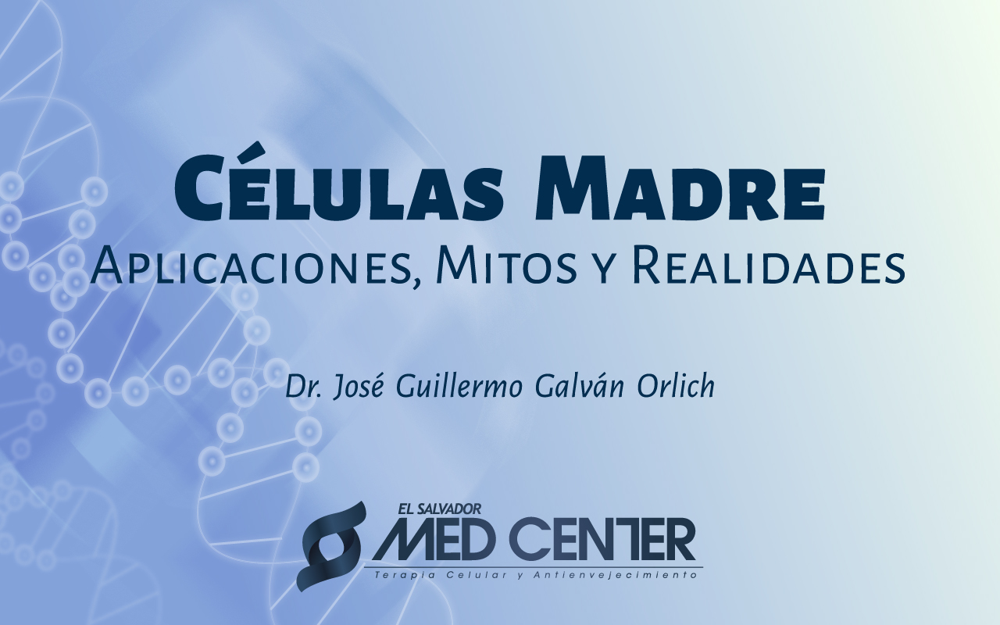 Células Madre
Aplicaciones, Mitos y Realidades
Dr. José Guillermo Galván Orlich
EL SALVADOR
MED CENTER
Terapia Celular y Antienvejecimiento